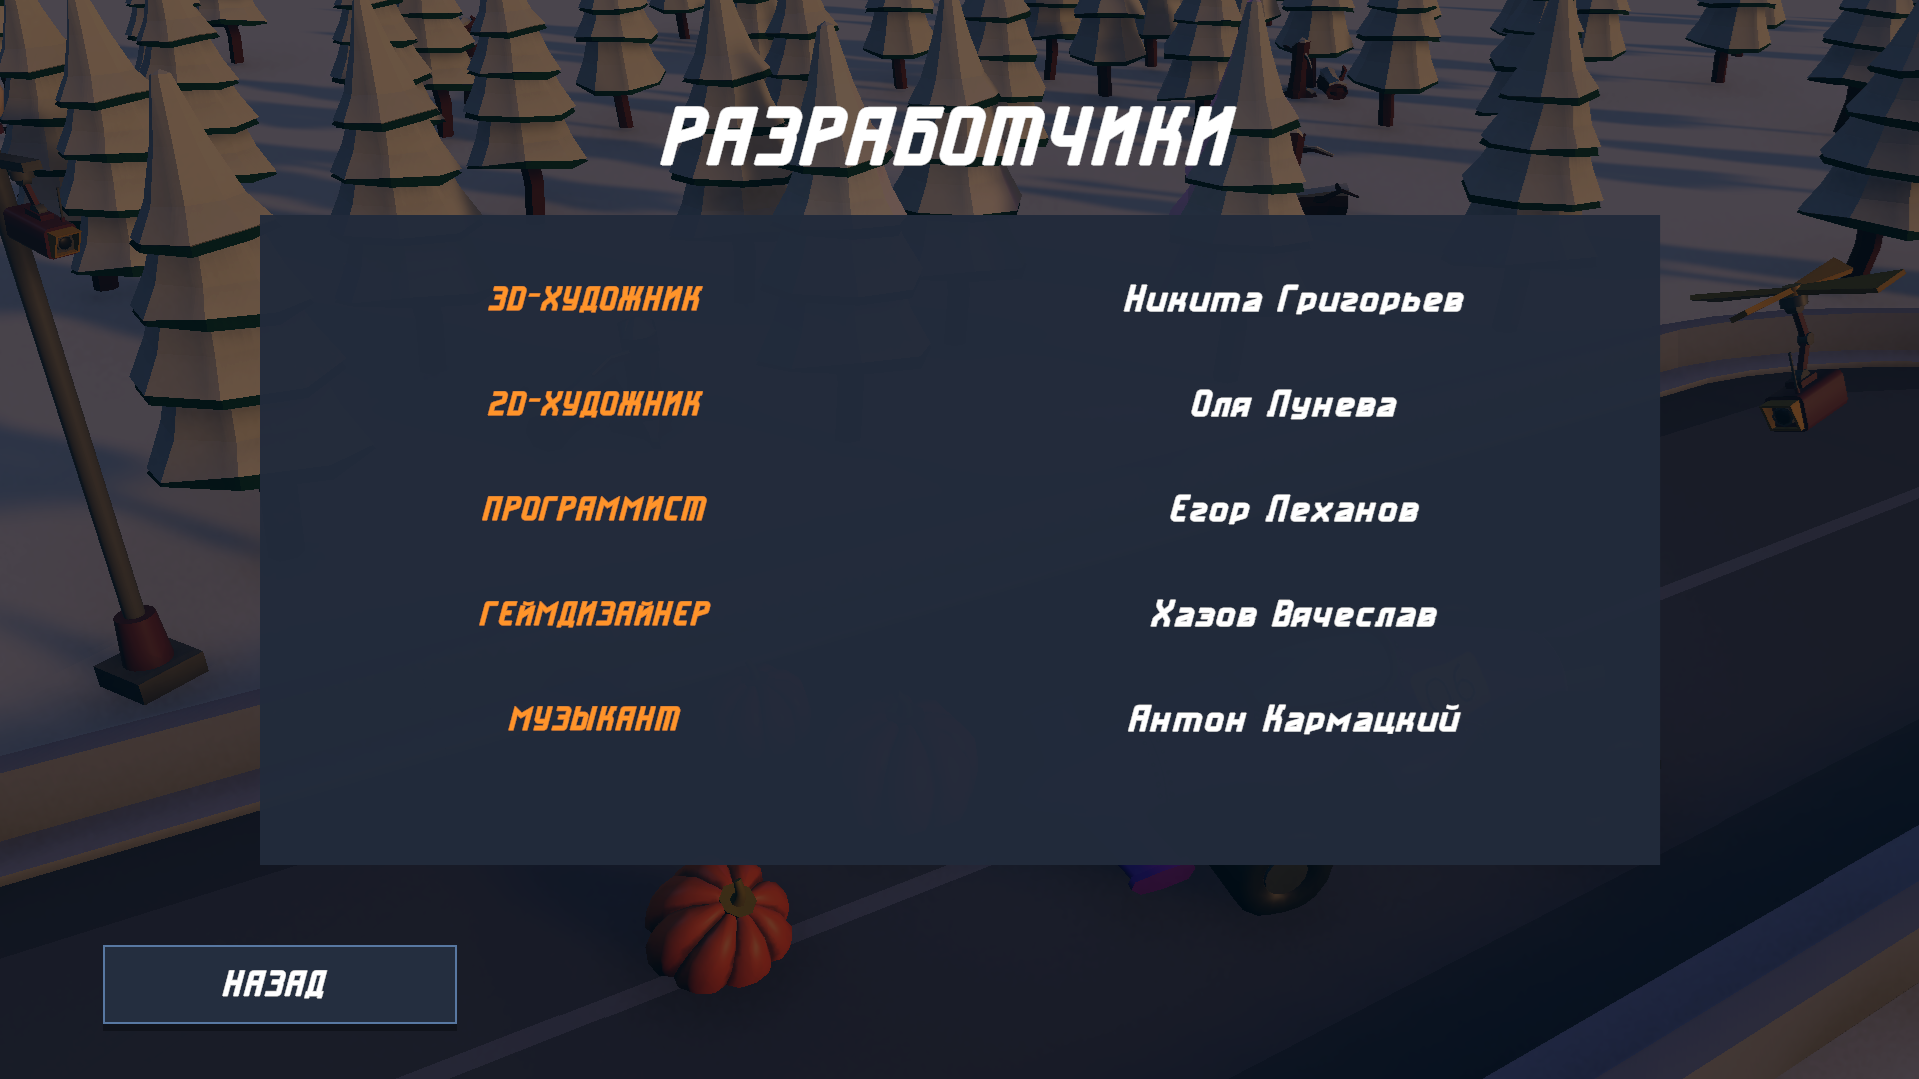 РАЗРАБОТЧИКИ
3D-ХУДОЖНИК Никита Григорьев
2D-ХУДОЖНИК Оля Лунева
ПРОГРАММИСТ Егор Леханов
ГЕЙМДИЗАЙНЕР Хазов Вячеслав
МУЗЫКАНТ Антон Кармацкий
НАЗАД